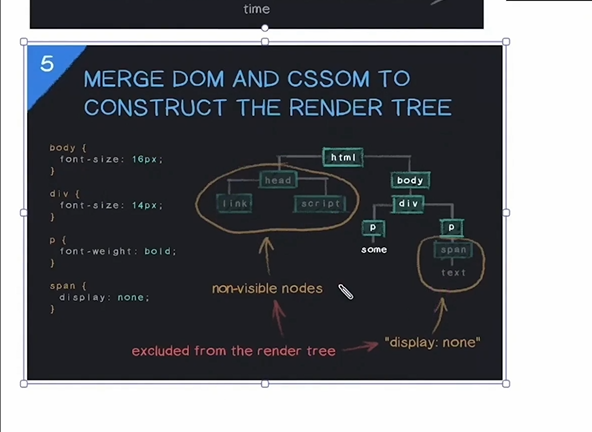 time
5
MERGE DOM AND CSSOM TO
CONSTRUCT THE RENDER TREE
body {
font-size: 16px;
}
div {
font-size: 14px;
}
p {
font-weight: bold;
}
span {
display: none;
}
html
head
body
link
script
div
p
p
some
span
text
non-visible nodes
"display: none"
excluded from the render tree